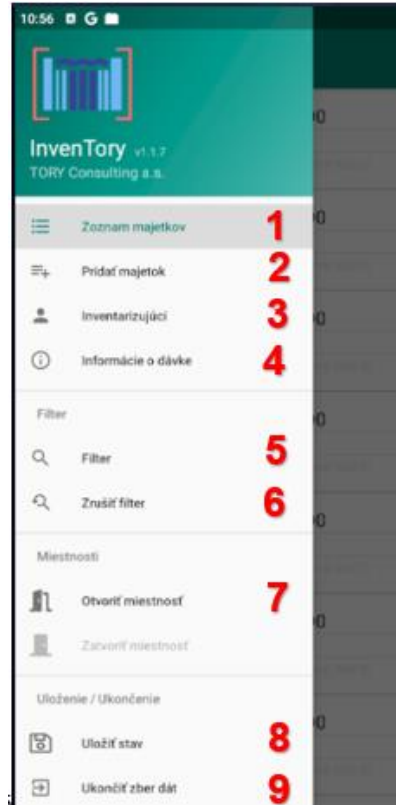 10:56 G
InvenTory v1.1.7
TORY Consulting a.s.
Zoznam majetkov 1
Pridať majetok 2
Inventarizujúci 3
Informácie o dávke 4
Filter
Filter 5
Zrušiť filter 6
Miestnosti
Otvoriť miestnosť 7
Zatvoriť miestnosť
Uloženie / Ukončenie
Uložiť stav 8
Ukončiť zber dát 9